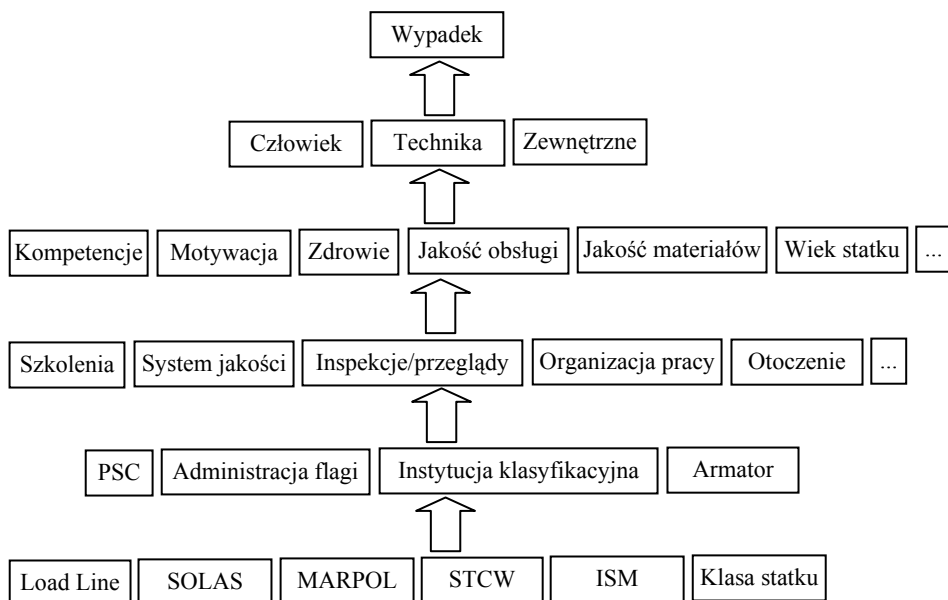 Wypadek
Człowiek Technika Zewnętrzne
Kompetencje Motywacja Zdrowie Jakość obsługi Jakość materiałów Wiek statku ...
Szkolenia System jakości Inspekcje/przeglądy Organizacja pracy Otoczenie ...
PSC Administracja flagi Instytucja klasyfikacyjna Armator
Load Line SOLAS MARPOL STCW ISM Klasa statku